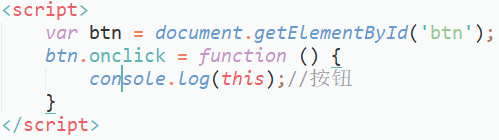 <script>
var btn = document.getElementById('btn');
btn.onclick = function () {
console.log(this);//按钮
}
</script>